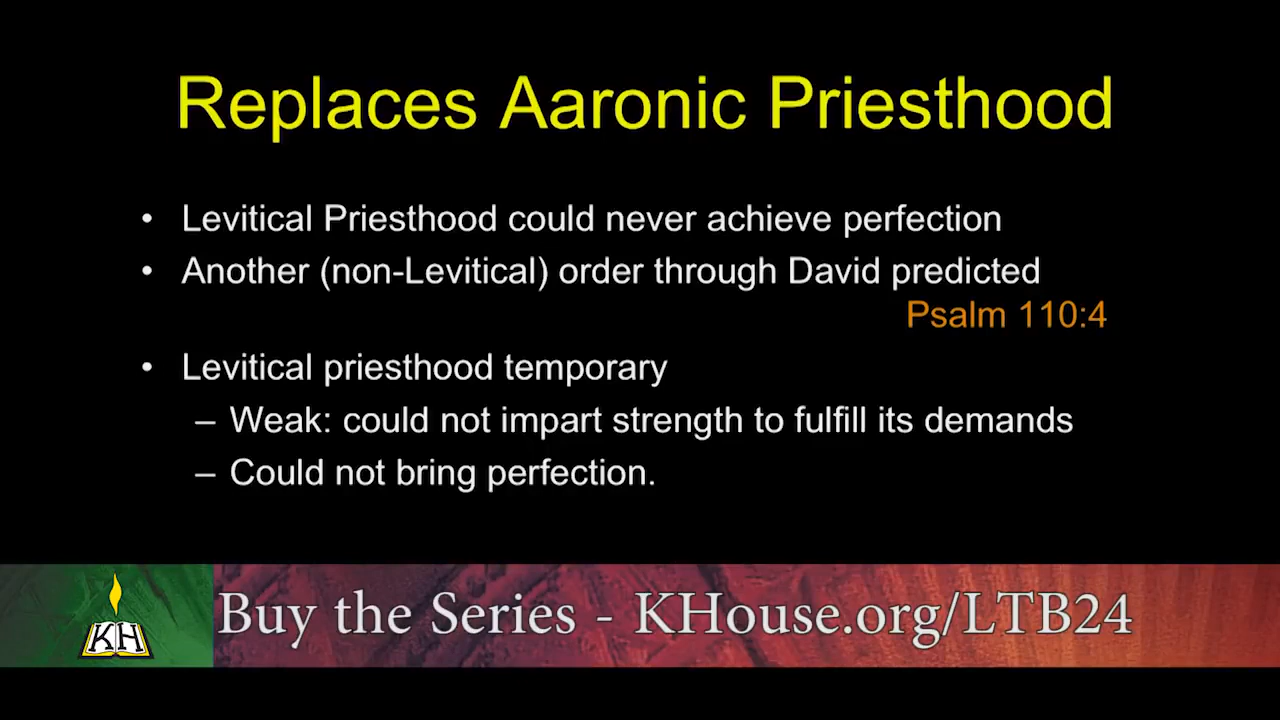 Replaces Aaronic Priesthood
• Levitical Priesthood could never achieve perfection
• Another (non-Levitical) order through David predicted
Psalm 110:4
• Levitical priesthood temporary
– Weak: could not impart strength to fulfill its demands
– Could not bring perfection.
KH
Buy the Series - KHouse.org/LTB24